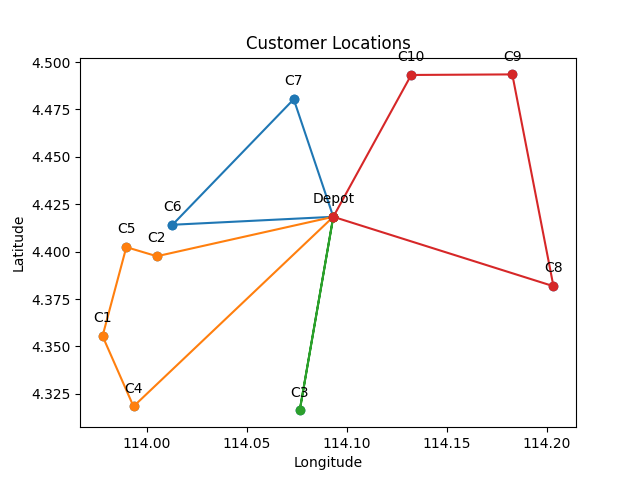 Customer Locations
C10
C9
4.500
C7
4.475
4.450
C6
Depot
4.425
C5
C2
4.400
C8
4.375
C1
4.350
C4
C3
4.325
114.00
114.05
114.10
114.15
114.20
Longitude
Latitude